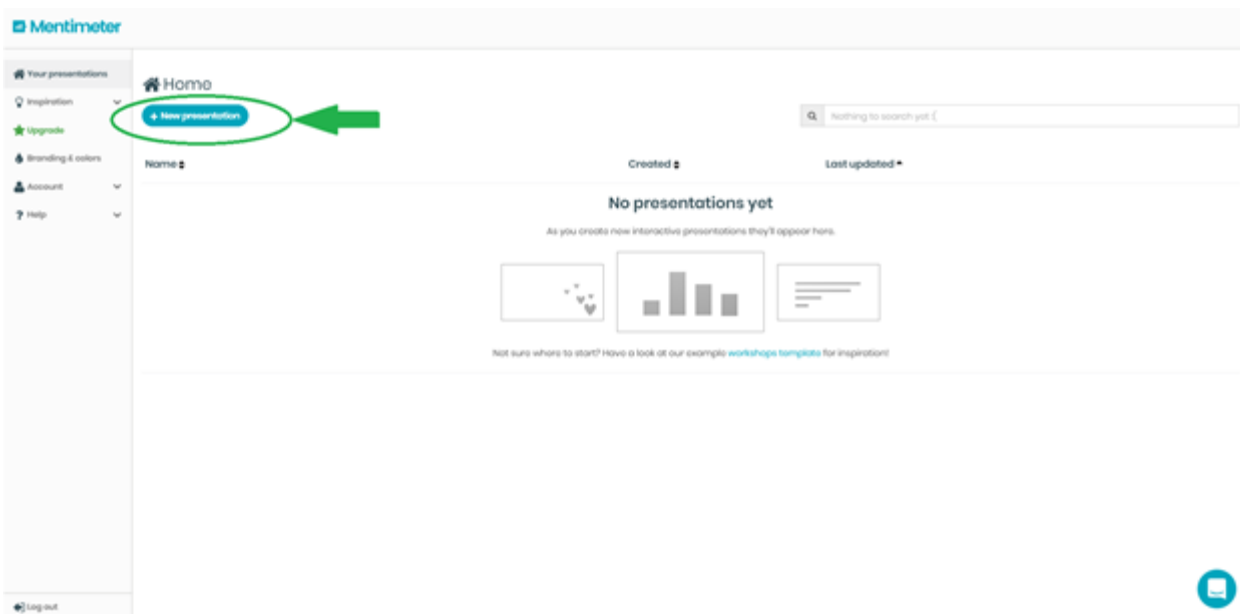 Mentimeter
Your presentations
Inspiration
Upgrade
Branding & colors
Account
Help
Log out
Home
+ New presentation
Nothing to search yet :(
Name
Created
Last updated
No presentations yet
As you create new interactive presentations they'll appear here.
Not sure where to start? Have a look at our example workshops template for inspiration!